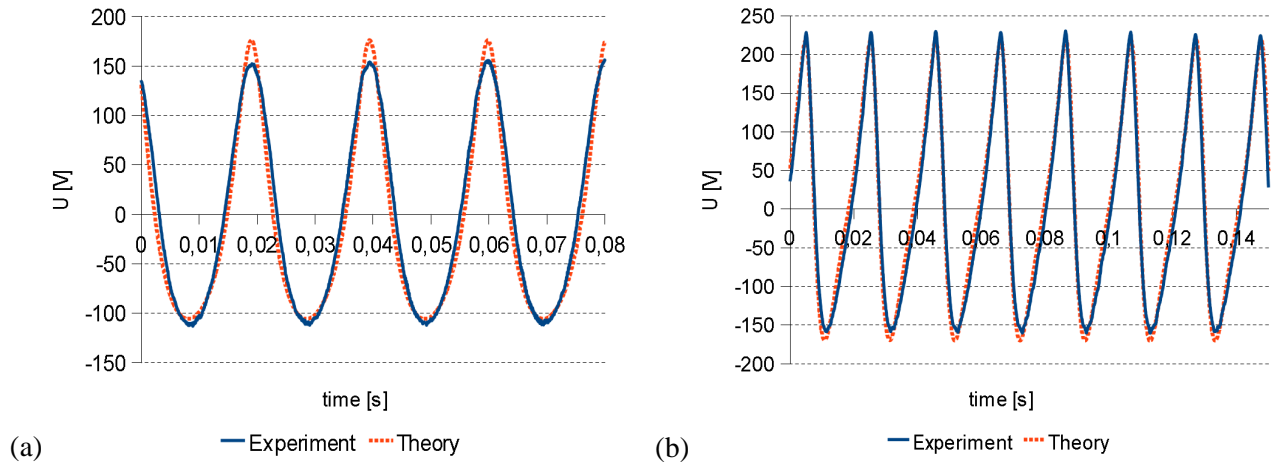 200
150
100
50
0
-50
-100
-150
U [V]
0 0,01 0,02 0,03 0,04 0,05 0,06 0,07 0,08
time [s]
Experiment Theory
(a)
250
200
150
100
50
0
-50
-100
-150
-200
U [V]
0 0,02 0,04 0,06 0,08 0,1 0,12 0,14
time [s]
Experiment Theory
(b)